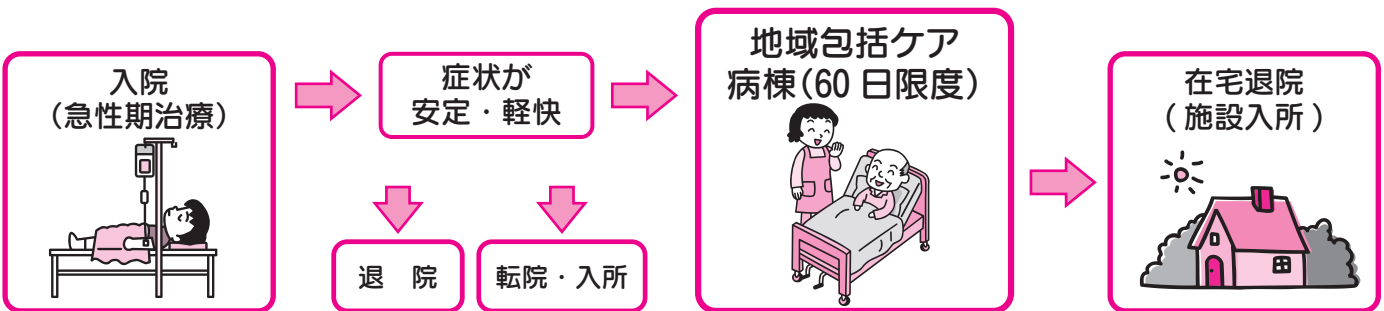 入院
（急性期治療）
症状が
安定・軽快
退　院
転院・入所
地域包括ケア
病棟（60 日限度）
在宅退院
( 施設入所 )